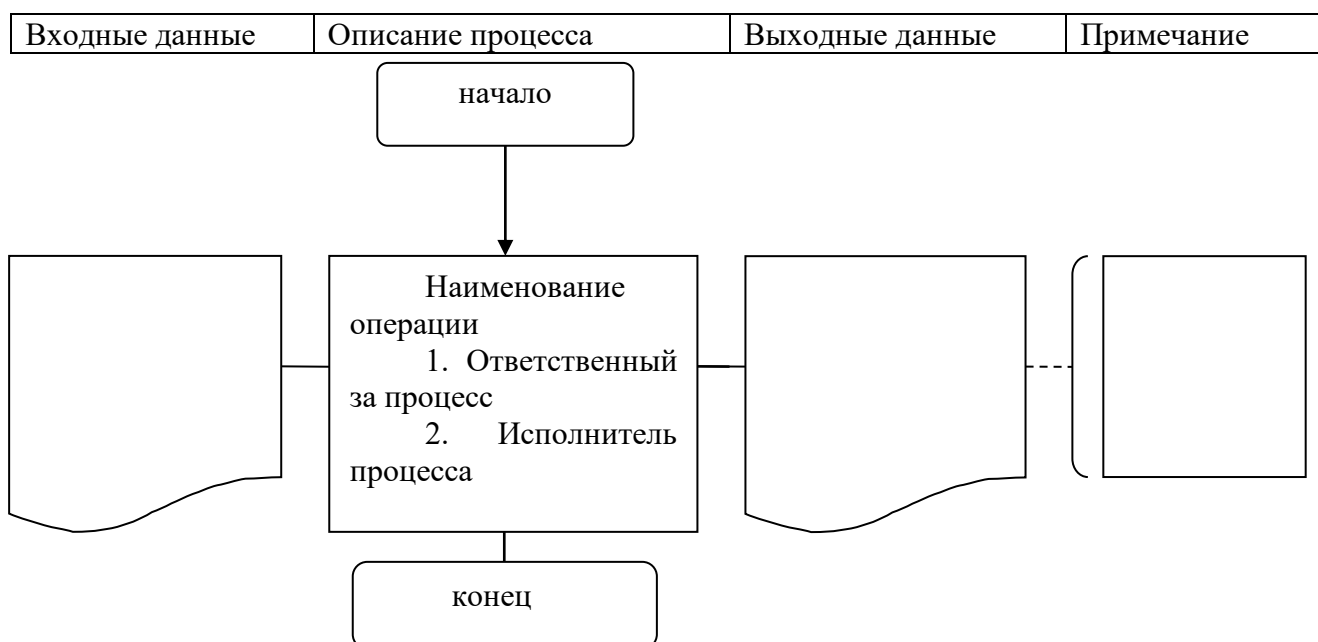 Входные данные Описание процесса Выходные данные Примечание
начало
Наименование
операции
1. Ответственный
за процесс
2. Исполнитель
процесса
конец